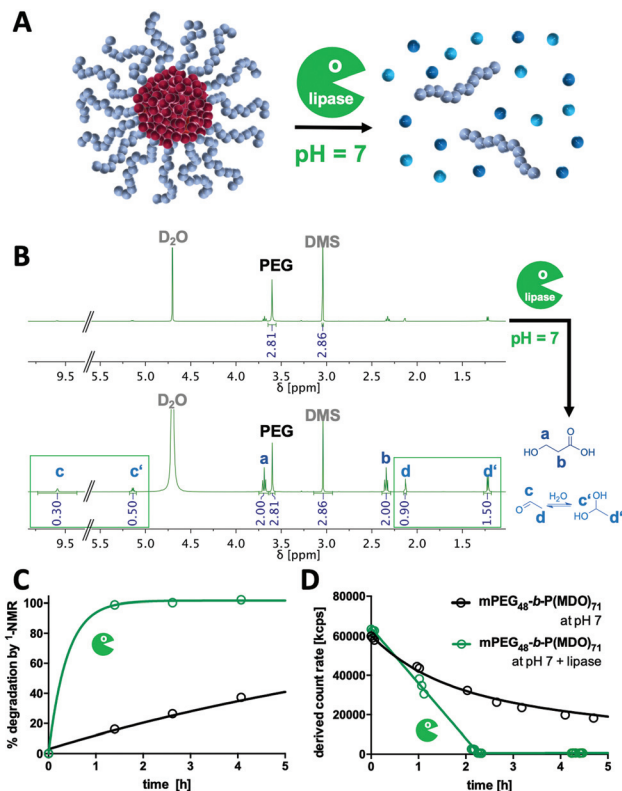 A
lipase
pH = 7
B
D₂O
PEG
DMS
lipase
pH = 7
2.81
2.86
9.5 5.5 5.0 4.5 4.0 3.5 3.0 2.5 2.0 1.5
δ [ppm]
D₂O
PEG
DMS
c c' a b d d'
0.30 0.50 2.00 2.81 2.86 2.00 0.90 1.50
9.5 5.5 5.0 4.5 4.0 3.5 3.0 2.5 2.0 1.5
δ [ppm]
a O
HO OH
b
c H₂O c' OH
O d HO d'
C
% degradation by ¹-NMR
100
80
60
40
20
0
0 1 2 3 4 5
time [h]
D
derived count rate [kcps]
80000
60000
40000
20000
0
0 1 2 3 4 5
time [h]
mPEG₄₈-b-P(MDO)₇₁
at pH 7
mPEG₄₈-b-P(MDO)₇₁
at pH 7 + lipase